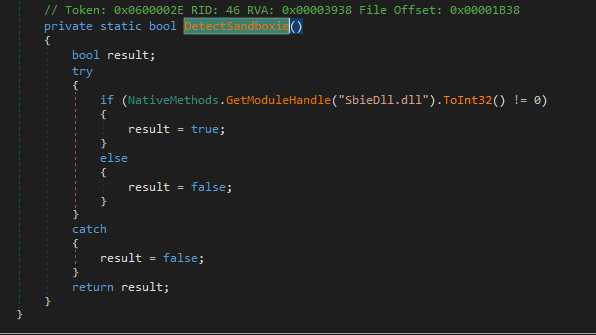 // Token: 0x0600002E RID: 46 RVA: 0x00003938 File Offset: 0x00001B38
private static bool DetectSandboxie()
{
bool result;
try
{
if (NativeMethods.GetModuleHandle("SbieDll.dll").ToInt32() != 0)
{
result = true;
}
else
{
result = false;
}
}
catch
{
result = false;
}
return result;
}
}